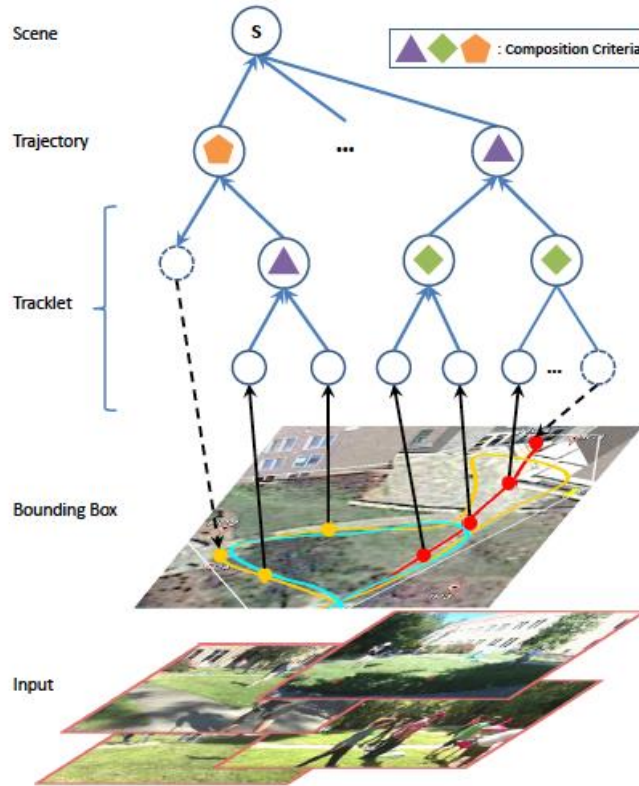 Scene
S
: Composition Criteria
Trajectory
...
Tracklet
...
Bounding Box
Input